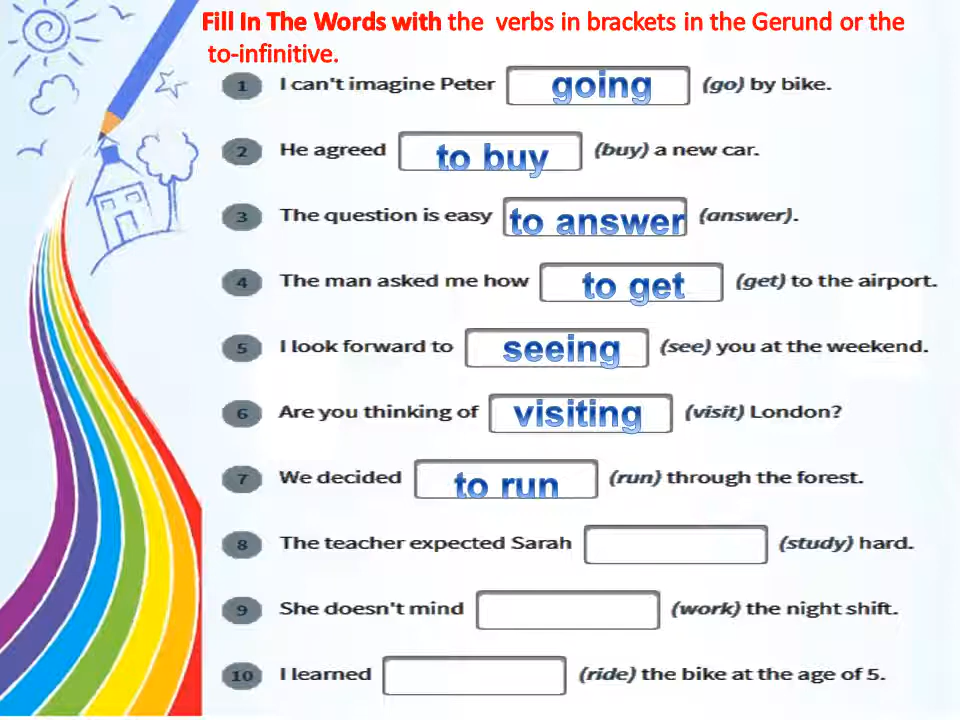 Fill In The Words with the verbs in brackets in the Gerund or the
to-infinitive.
1 I can't imagine Peter going (go) by bike.
2 He agreed to buy (buy) a new car.
3 The question is easy to answer (answer).
4 The man asked me how to get (get) to the airport.
5 I look forward to seeing (see) you at the weekend.
6 Are you thinking of visiting (visit) London?
7 We decided to run (run) through the forest.
8 The teacher expected Sarah (study) hard.
9 She doesn't mind (work) the night shift.
10 I learned (ride) the bike at the age of 5.